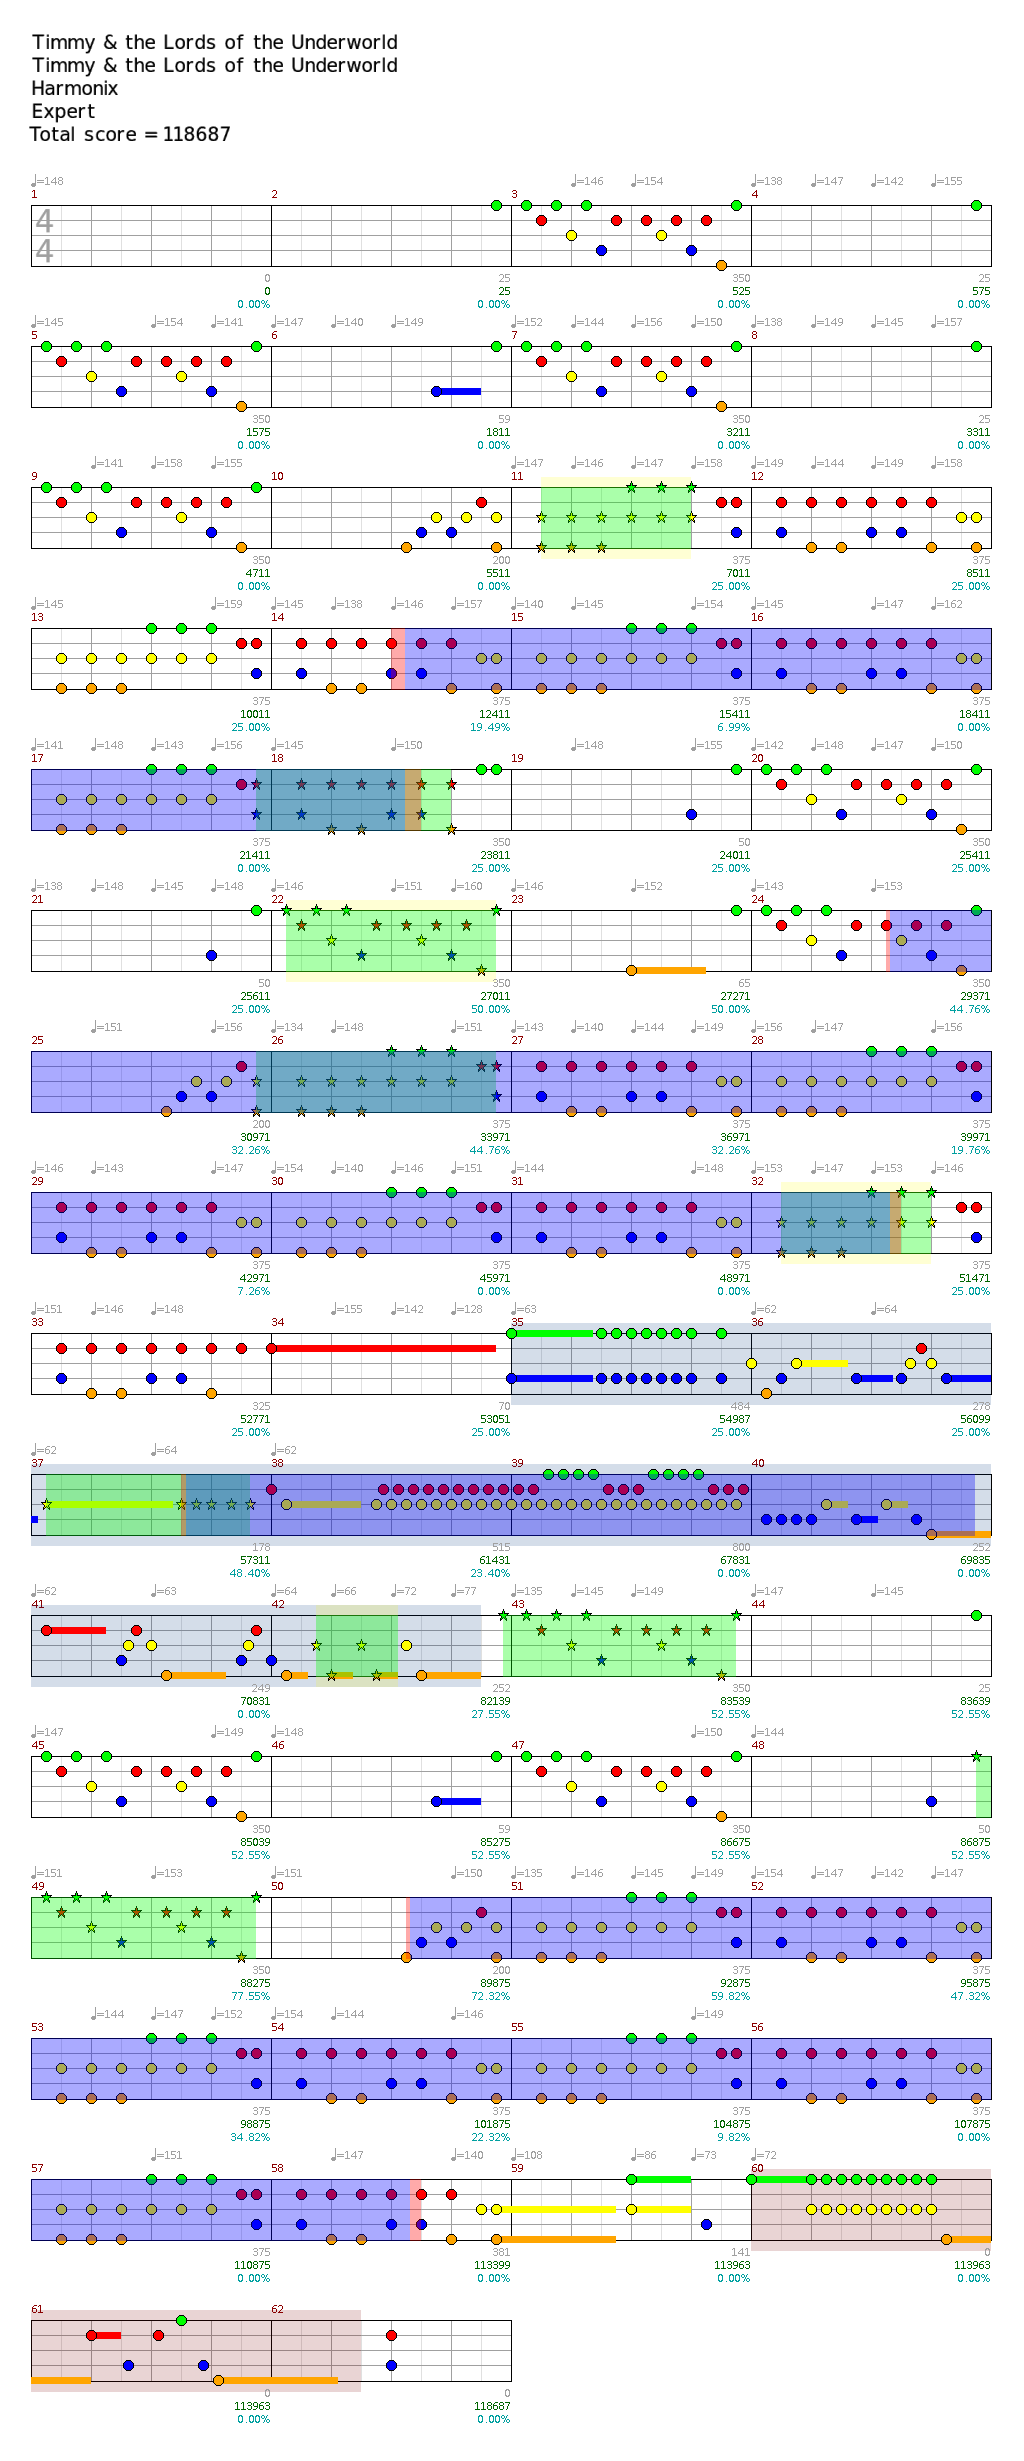 Timmy & the Lords of the Underworld
Timmy & the Lords of the Underworld
Harmonix
Expert
Total score = 118687
♩=148 ♩=146 ♩=154 ♩=138 ♩=147 ♩=142 ♩=155
1 2 3 4
4
4
0 25 350 25
0 25 525 575
0.00% 0.00% 0.00% 0.00%
♩=145 ♩=154 ♩=141 ♩=147 ♩=140 ♩=149 ♩=152 ♩=144 ♩=156 ♩=150 ♩=138 ♩=149 ♩=145 ♩=157
5 6 7 8
350 59 350 25
1575 1811 3211 3311
0.00% 0.00% 0.00% 0.00%
♩=141 ♩=158 ♩=155 ♩=147 ♩=146 ♩=147 ♩=158 ♩=146 ♩=149 ♩=158
9 10 11 12
350 200 375 375
4711 5511 7011 8511
0.00% 0.00% 25.00% 25.00%
♩=145 ♩=159 ♩=145 ♩=138 ♩=146 ♩=157 ♩=140 ♩=145 ♩=154 ♩=147 ♩=162
13 14 15 16
375 375 375 375
10011 12411 15411 18411
25.00% 19.49% 6.99% 0.00%
♩=141 ♩=148 ♩=143 ♩=156 ♩=145 ♩=150 ♩=148 ♩=155 ♩=142 ♩=148 ♩=147 ♩=150
17 18 19 20
375 350 50 350
21411 23811 24011 25411
0.00% 25.00% 25.00% 25.00%
♩=138 ♩=148 ♩=145 ♩=148 ♩=146 ♩=151 ♩=160 ♩=146 ♩=152 ♩=143 ♩=153
21 22 23 24
50 350 65 350
25611 27011 27271 29371
25.00% 50.00% 50.00% 44.76%
♩=151 ♩=156 ♩=134 ♩=148 ♩=151 ♩=143 ♩=140 ♩=144 ♩=149 ♩=156 ♩=147 ♩=156
25 26 27 28
200 375 375 375
30971 33971 36971 39971
32.26% 44.76% 32.26% 19.76%
♩=146 ♩=143 ♩=147 ♩=154 ♩=140 ♩=146 ♩=151 ♩=144 ♩=148 ♩=153 ♩=147 ♩=153 ♩=146
29 30 31 32
375 375 375 375
42971 45971 48971 51471
7.26% 0.00% 0.00% 25.00%
♩=151 ♩=146 ♩=148 ♩=155 ♩=142 ♩=128 ♩=63 ♩=62 ♩=64
33 34 35 36
325 70 484 278
52771 53051 54987 56099
25.00% 25.00% 25.00% 25.00%
♩=62 ♩=64 ♩=62
37 38 39 40
178 515 800 252
57311 61431 67831 69835
48.40% 23.40% 0.00% 0.00%
♩=62 ♩=63 ♩=64 ♩=66 ♩=72 ♩=77 ♩=135 ♩=145 ♩=149 ♩=147 ♩=145
41 42 43 44
249 252 350 25
70831 82139 83539 83639
0.00% 27.55% 52.55% 52.55%
♩=147 ♩=149 ♩=148 ♩=150 ♩=144
45 46 47 48
350 59 350 50
85039 85275 86675 86875
52.55% 52.55% 52.55% 52.55%
♩=151 ♩=153 ♩=151 ♩=150 ♩=135 ♩=146 ♩=145 ♩=149 ♩=154 ♩=147 ♩=142 ♩=147
49 50 51 52
350 200 375 375
88275 89875 92875 95875
77.55% 72.32% 59.82% 47.32%
♩=144 ♩=147 ♩=152 ♩=154 ♩=144 ♩=146 ♩=149
53 54 55 56
375 375 375 375
98875 101875 104875 107875
34.82% 22.32% 9.82% 0.00%
♩=151 ♩=147 ♩=140 ♩=108 ♩=86 ♩=73 ♩=72
57 58 59 60
375 381 141 0
110875 113399 113963 113963
0.00% 0.00% 0.00% 0.00%
61 62
0 0
113963 118687
0.00% 0.00%